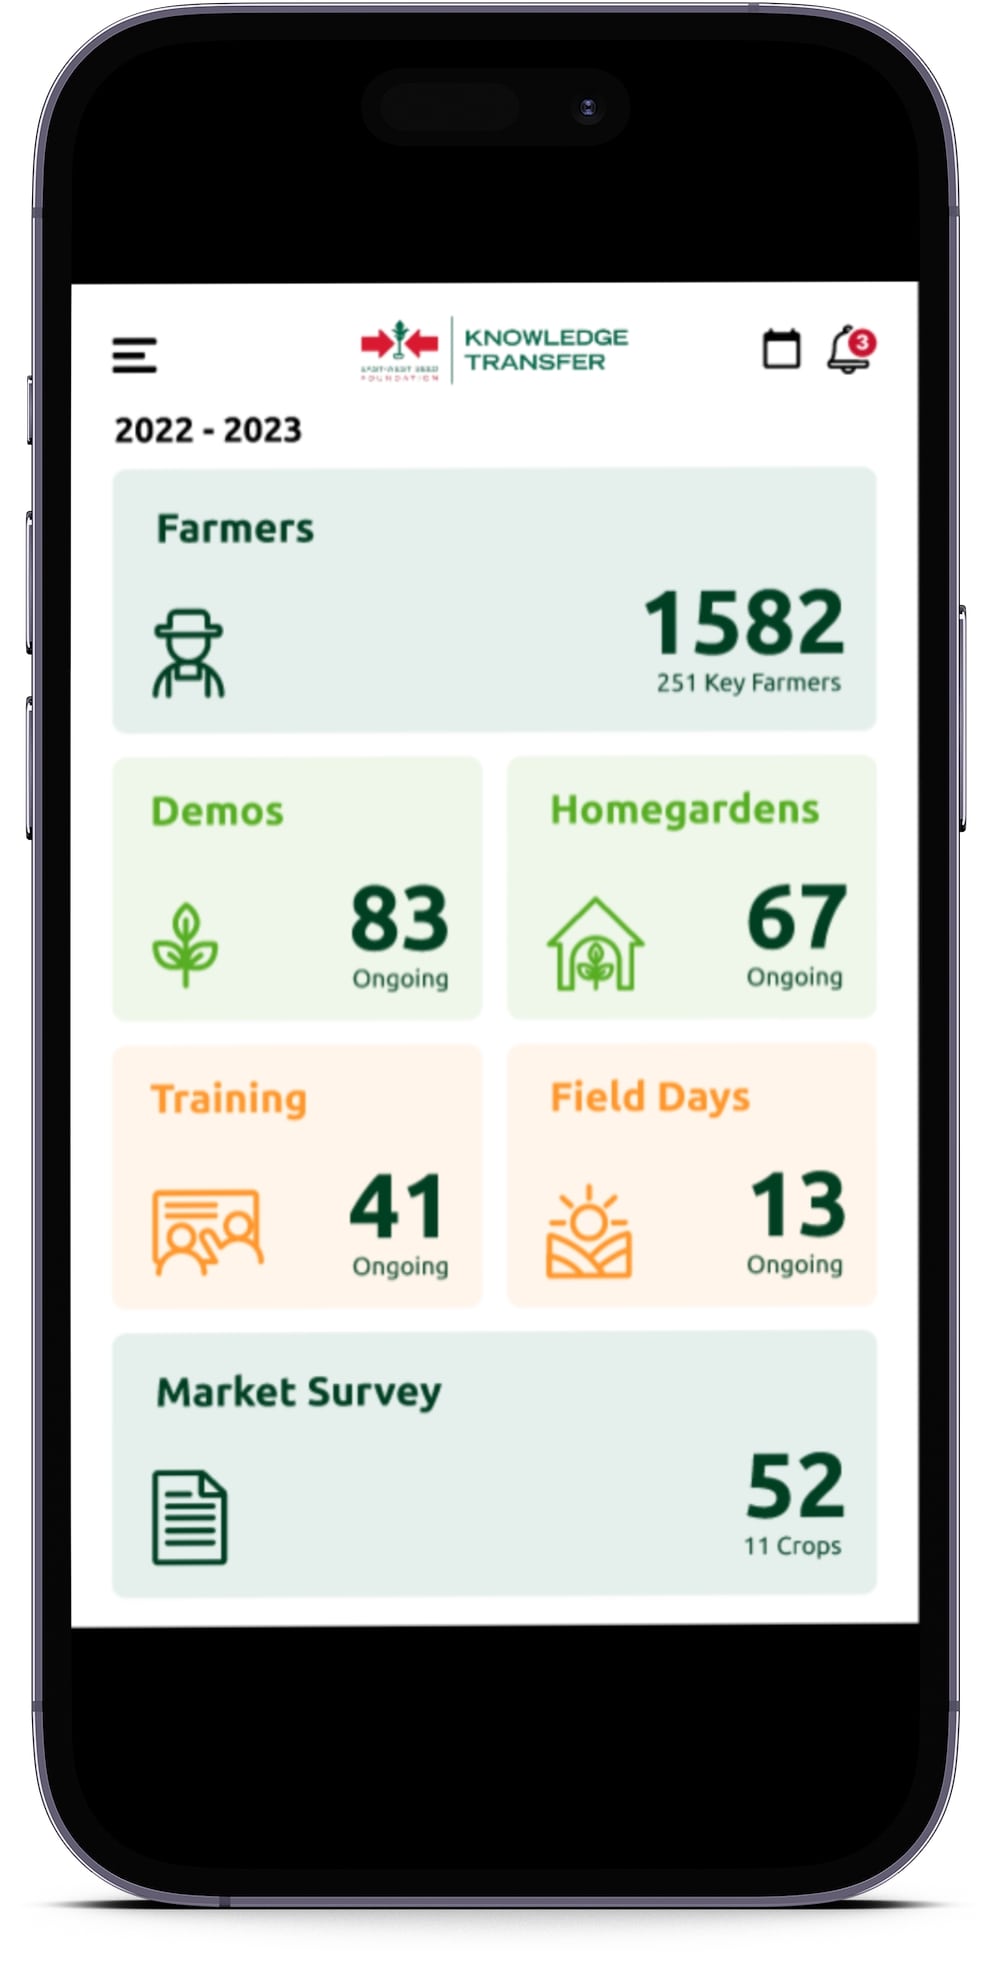 KNOWLEDGE
TRANSFER
EAST-WEST SEED
FOUNDATION
3
2022 - 2023
Farmers
1582
251 Key Farmers
Demos
83
Ongoing
Homegardens
67
Ongoing
Training
41
Ongoing
Field Days
13
Ongoing
Market Survey
52
11 Crops